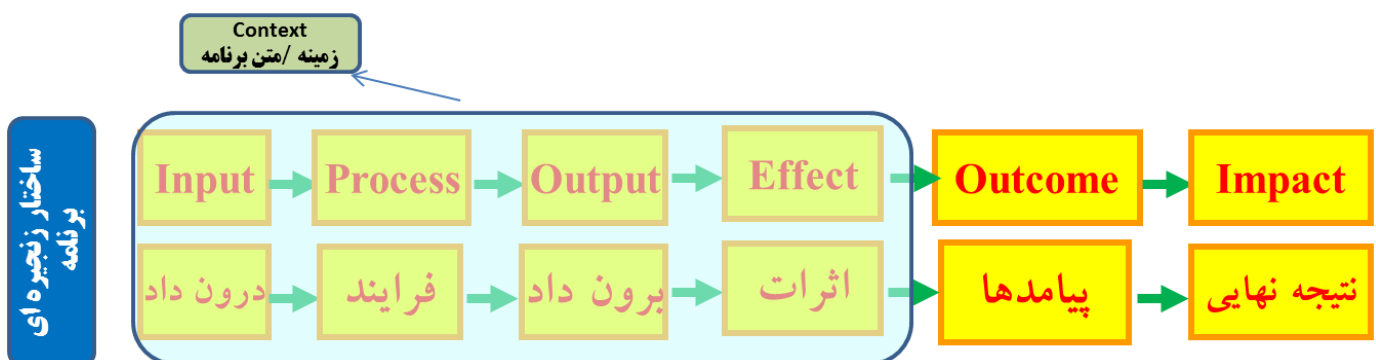 Context
زمینه /متن برنامه
ساختار زنجیره ای
برنامه
Input Process Output Effect Outcome Impact
درون داد فرایند برون داد اثرات پیامدها نتیجه نهایی